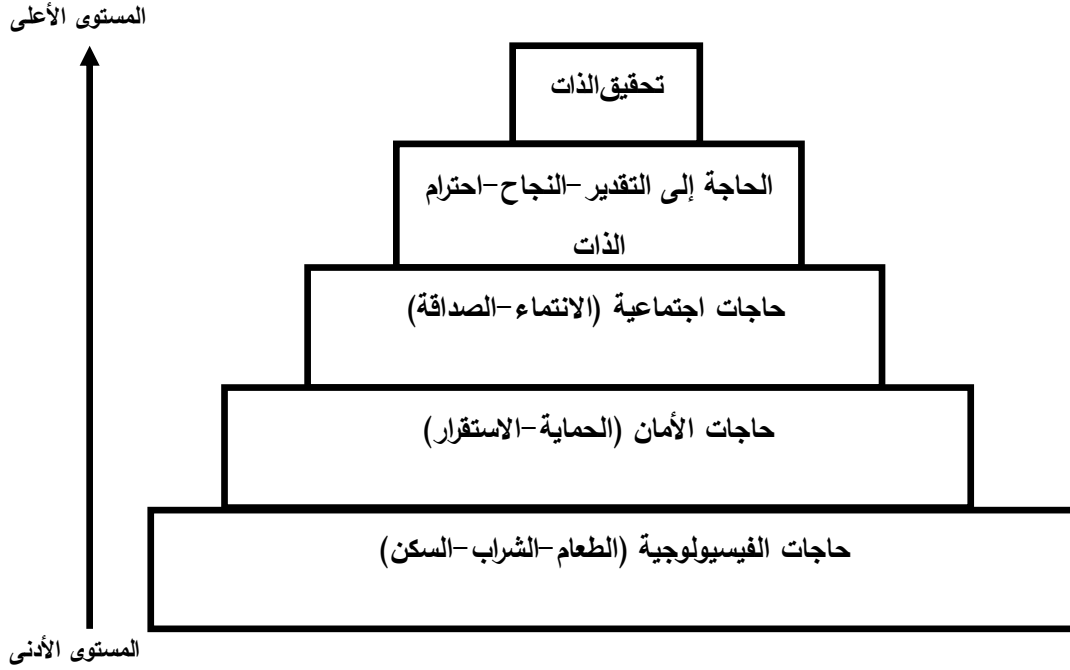 المستوى الأعلى
تحقيق الذات
الحاجة إلى التقدير-النجاح-احترام
الذات
حاجات اجتماعية (الانتماء-الصداقة)
حاجات الأمان (الحماية-الاستقرار)
حاجات الفيسيولوجية (الطعام-الشراب-السكن)
المستوى الأدنى